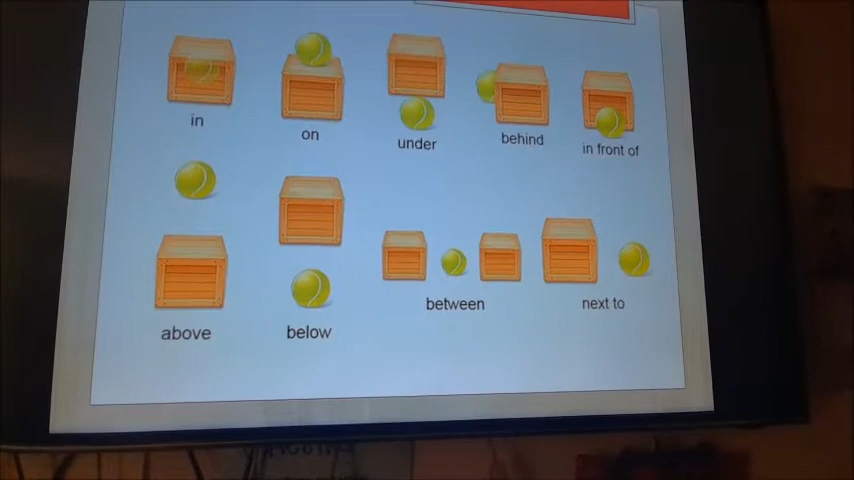 in
on
under
behind
in front of
above
below
between
next to